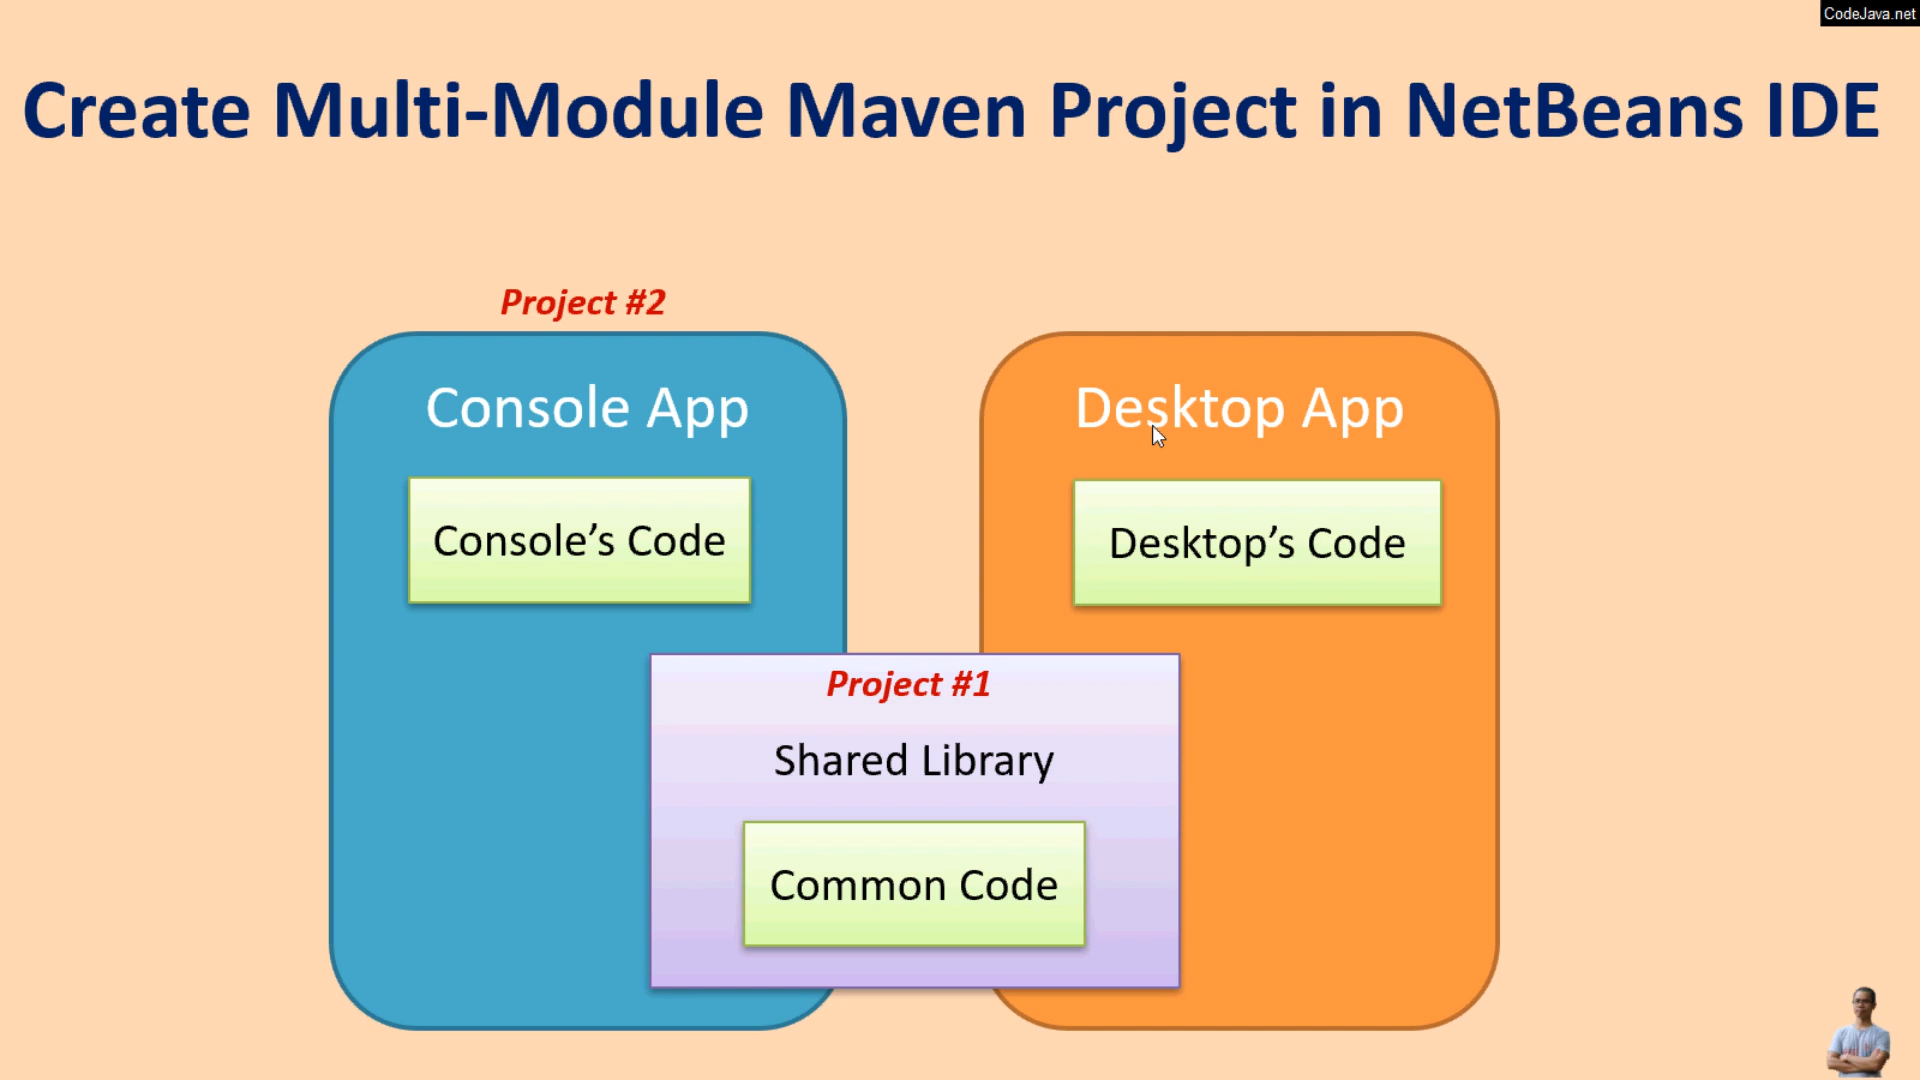 CodeJava.net
Create Multi-Module Maven Project in NetBeans IDE
Project #2
Console App
Desktop App
Console’s Code
Desktop’s Code
Project #1
Shared Library
Common Code